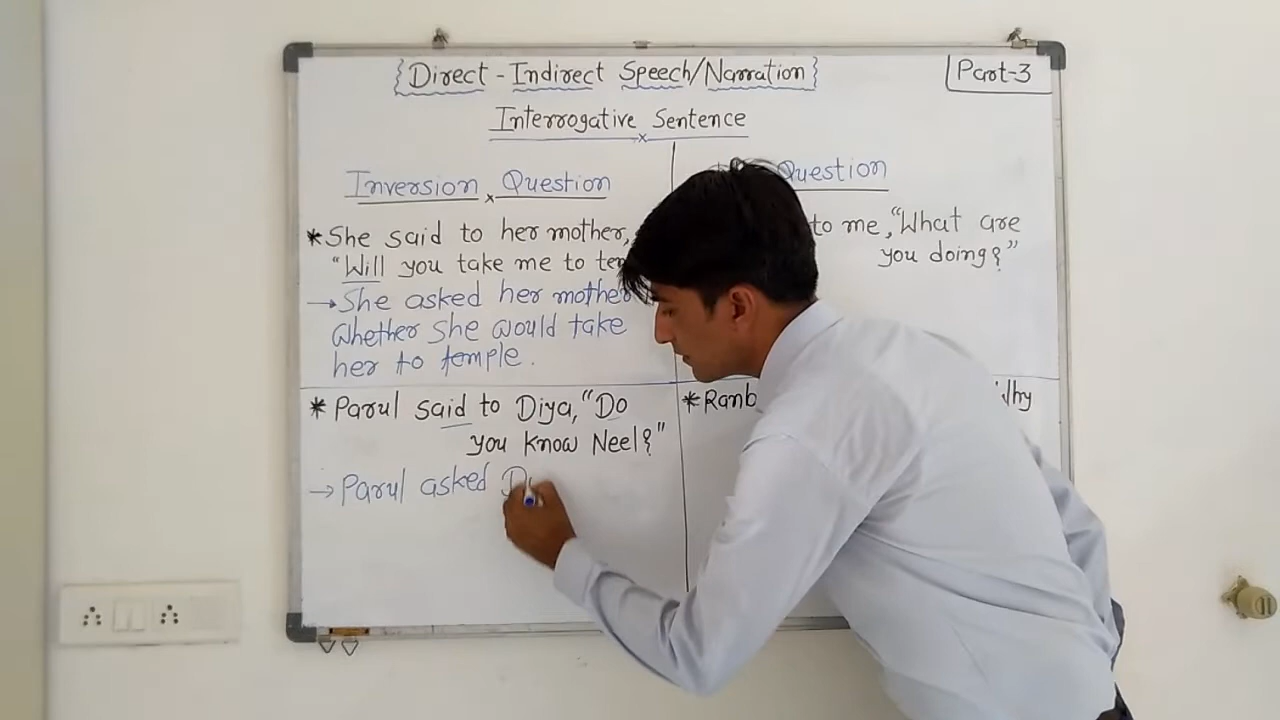 {Direct - Indirect Speech/Narration}
Part-3
Interrogative Sentence
Inversion Question
*She said to her mother,
"Will you take me to
→She asked her mother
whether she would take
her to temple.
Question
to me, "What are
you doing?"
* Parul said to Diya, "Do
you know Neel?"
→ Parul asked
*